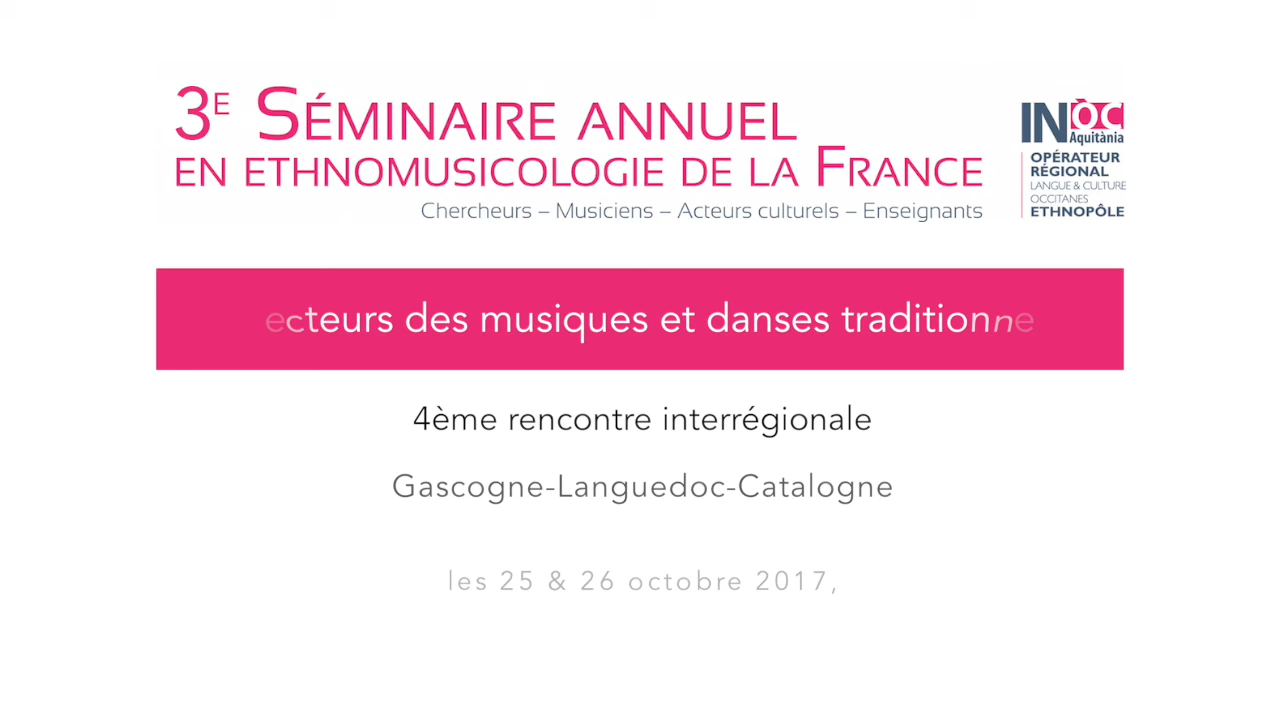 3E SÉMINAIRE ANNUEL
EN ETHNOMUSICOLOGIE DE LA FRANCE
Chercheurs – Musiciens – Acteurs culturels – Enseignants
INÒC
Aquitània
OPÉRATEUR
RÉGIONAL
LANGUE & CULTURE
OCCITANES
ETHNOPÔLE
ecteurs des musiques et danses traditionne
4ème rencontre interrégionale
Gascogne-Languedoc-Catalogne
les 25 & 26 octobre 2017,